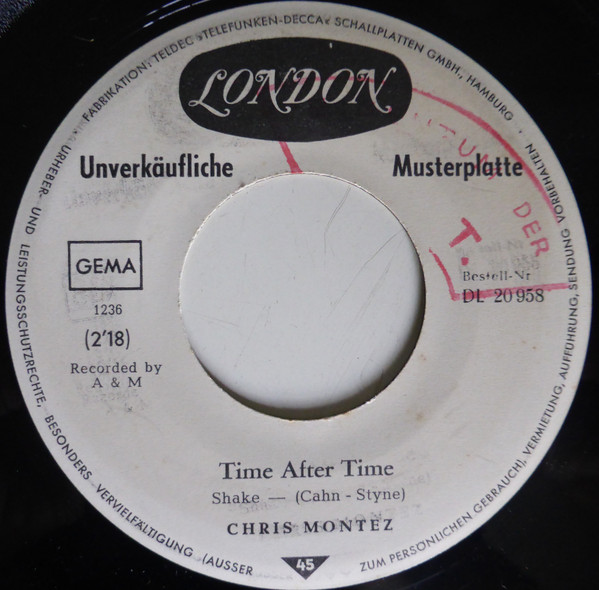 FABRIKATION: TELDEC »TELEFUNKEN-DECCA« SCHALLPLATTEN GMBH., HAMBURG · URHEBER- UND LEISTUNGSSCHUTZRECHTE, BESONDERS VERVIELFÄLTIGUNG (AUSSER ZUM PERSÖNLICHEN GEBRAUCH), VERMIETUNG, AUFFÜHRUNG, SENDUNG VORBEHALTEN ·
LONDON
Unverkäufliche Musterplatte
DER
T.
GEMA
1236
(2'18)
Recorded by
A & M
Bestell-Nr
DL 20 958
Time After Time
Shake — (Cahn - Styne)
CHRIS MONTEZ
45